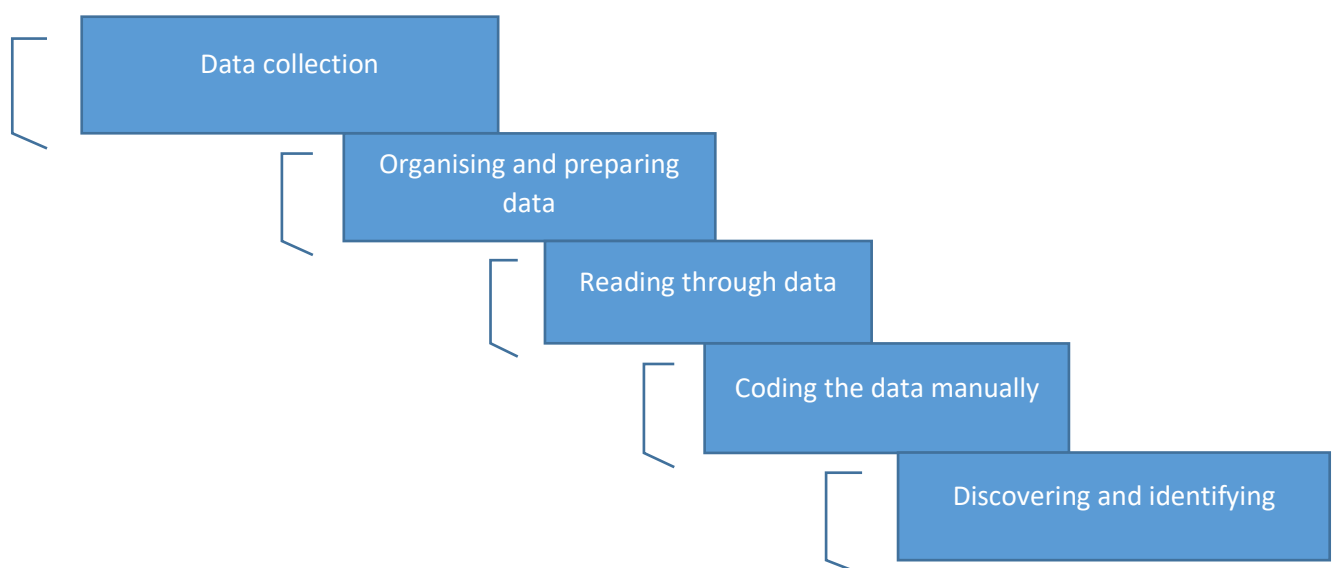 Data collection
Organising and preparing
data
Reading through data
Coding the data manually
Discovering and identifying